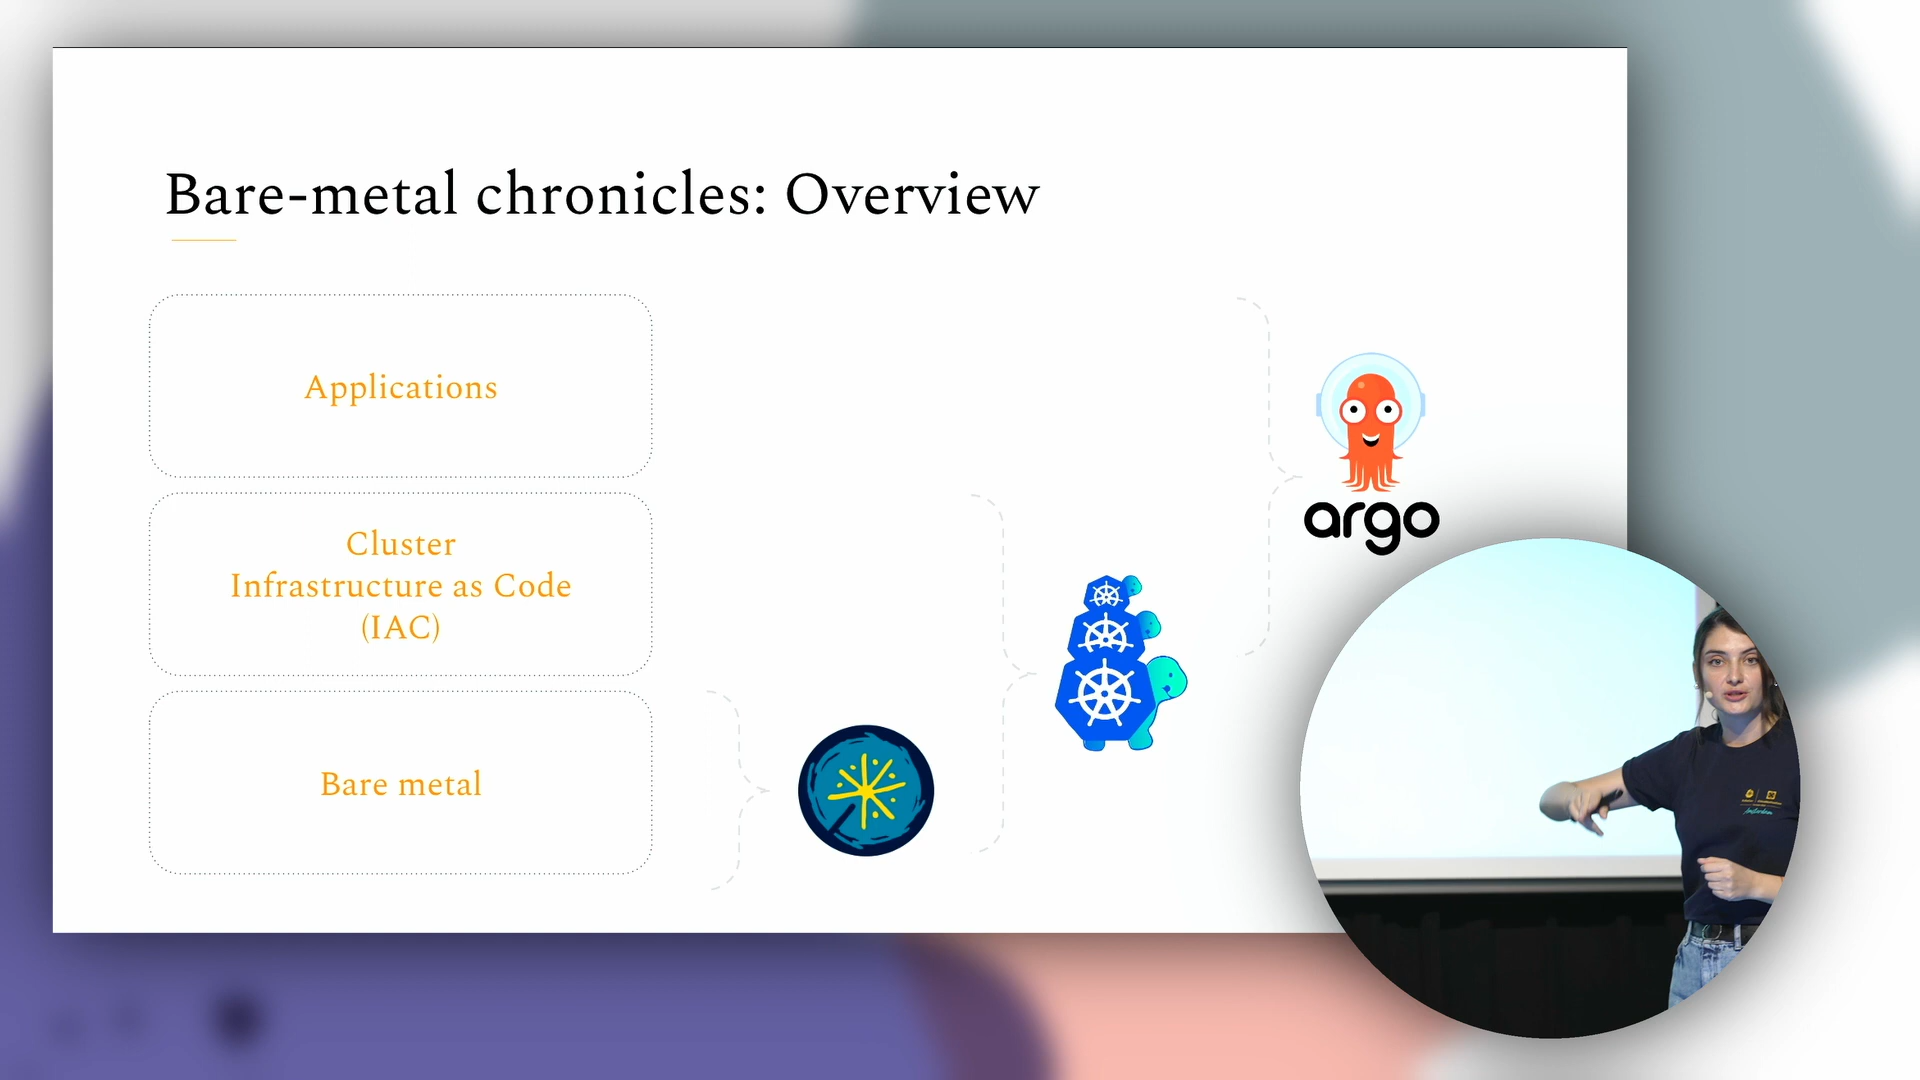 Bare-metal chronicles: Overview
Applications
Cluster
Infrastructure as Code
(IAC)
Bare metal
argo